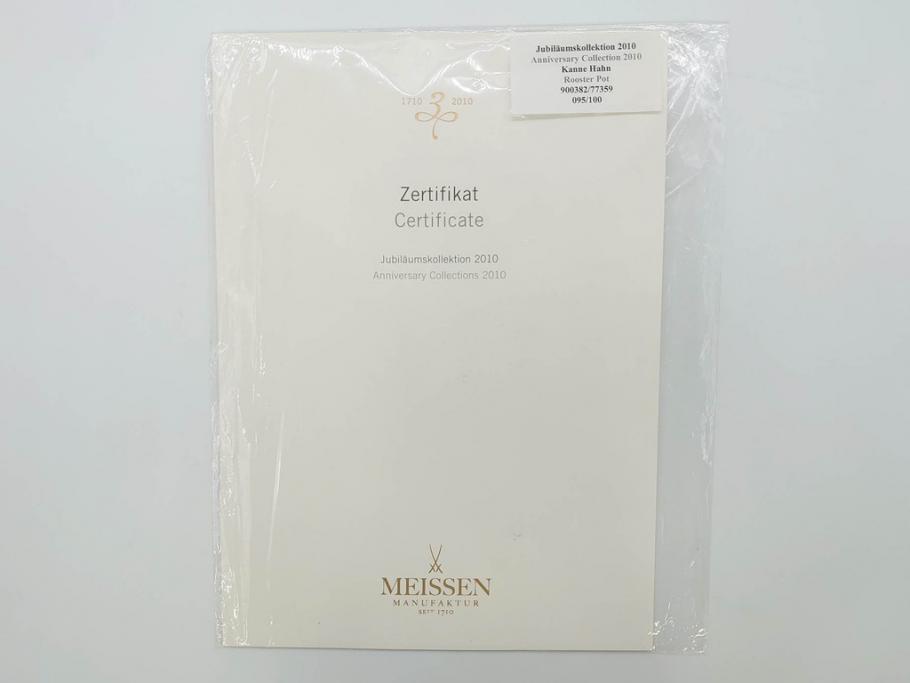 Jubiläumskollektion 2010
Anniversary Collection 2010
Kanne Hahn
Rooster Pot
900382/77359
095/100
1710 3 2010
Zertifikat
Certificate
Jubiläumskollektion 2010
Anniversary Collections 2010
MEISSEN
MANUFAKTUR
SEIT 1710